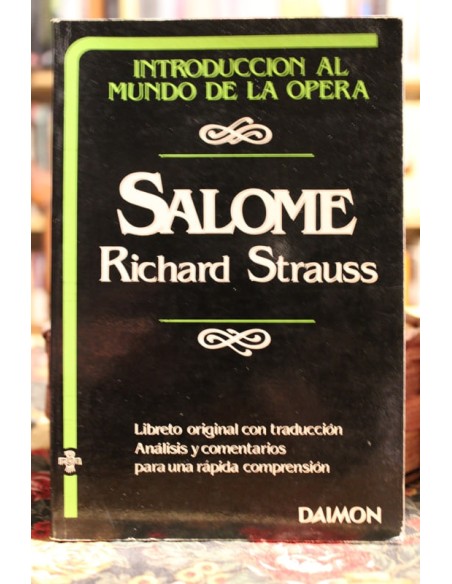 INTRODUCCION AL
MUNDO DE LA OPERA
SALOME
Richard Strauss
Libreto original con traducción
Análisis y comentarios
para una rápida comprensión
DAIMON